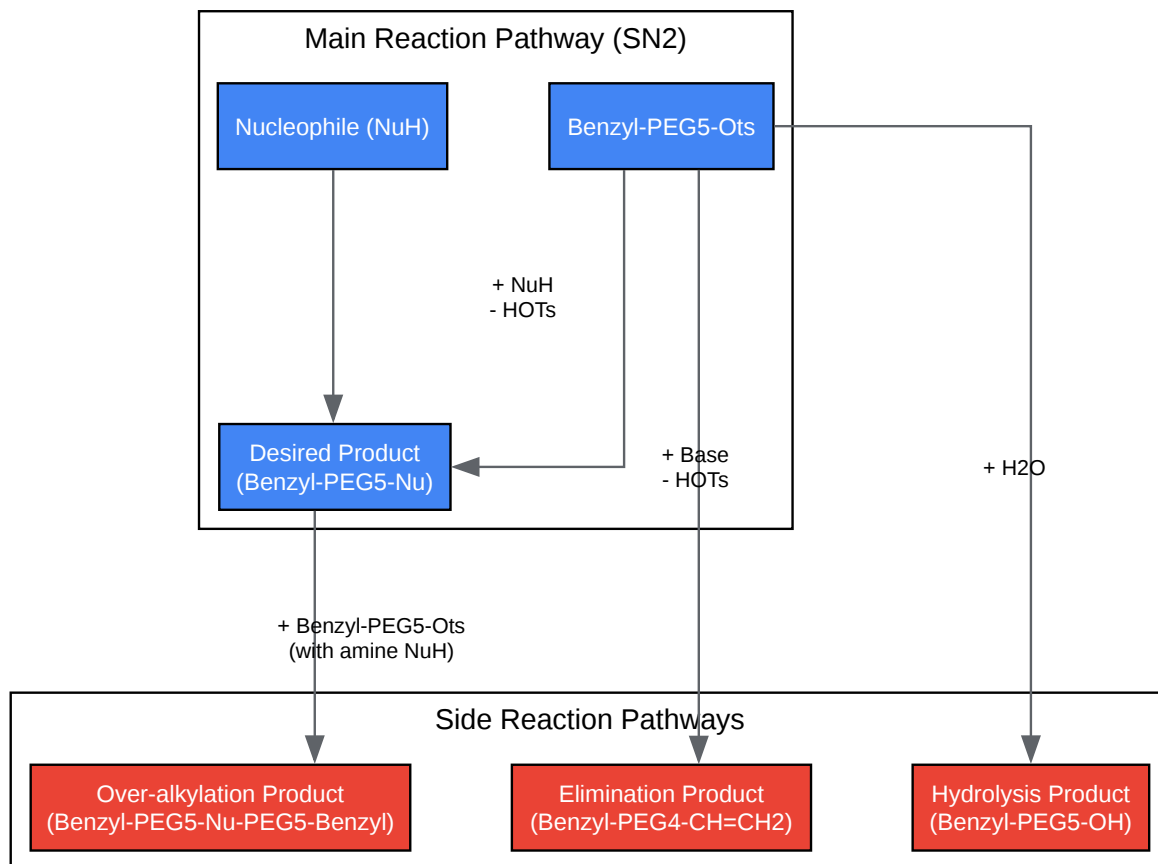 Main Reaction Pathway (SN2)
Nucleophile (NuH)
Benzyl-PEG5-Ots
+ NuH
- HOTs
Desired Product
(Benzyl-PEG5-Nu)
+ Base
- HOTs
+ H2O
+ Benzyl-PEG5-Ots
(with amine NuH)
Side Reaction Pathways
Over-alkylation Product
(Benzyl-PEG5-Nu-PEG5-Benzyl)
Elimination Product
(Benzyl-PEG4-CH=CH2)
Hydrolysis Product
(Benzyl-PEG5-OH)